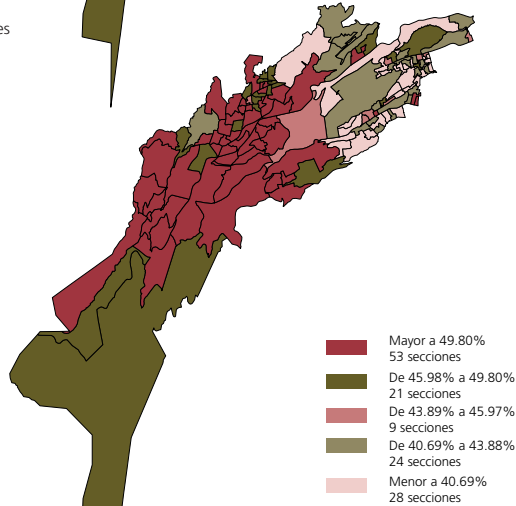 es
Mayor a 49.80%
53 secciones
De 45.98% a 49.80%
21 secciones
De 43.89% a 45.97%
9 secciones
De 40.69% a 43.88%
24 secciones
Menor a 40.69%
28 secciones